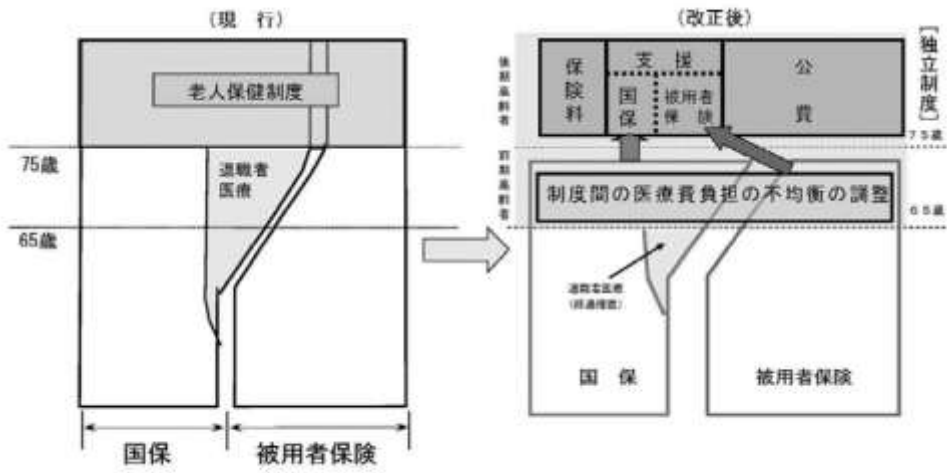 （現　行）
老人保健制度
75歳
退職者
医療
65歳
国保
被用者保険
（改正後）
後期高齢者
保険料
支援
国保
被用者
保険
公費
［独立制度］
75歳
前期高齢者
制度間の医療費負担の不均衡の調整
65歳
退職者医療
（経過措置）
国　保
被用者保険